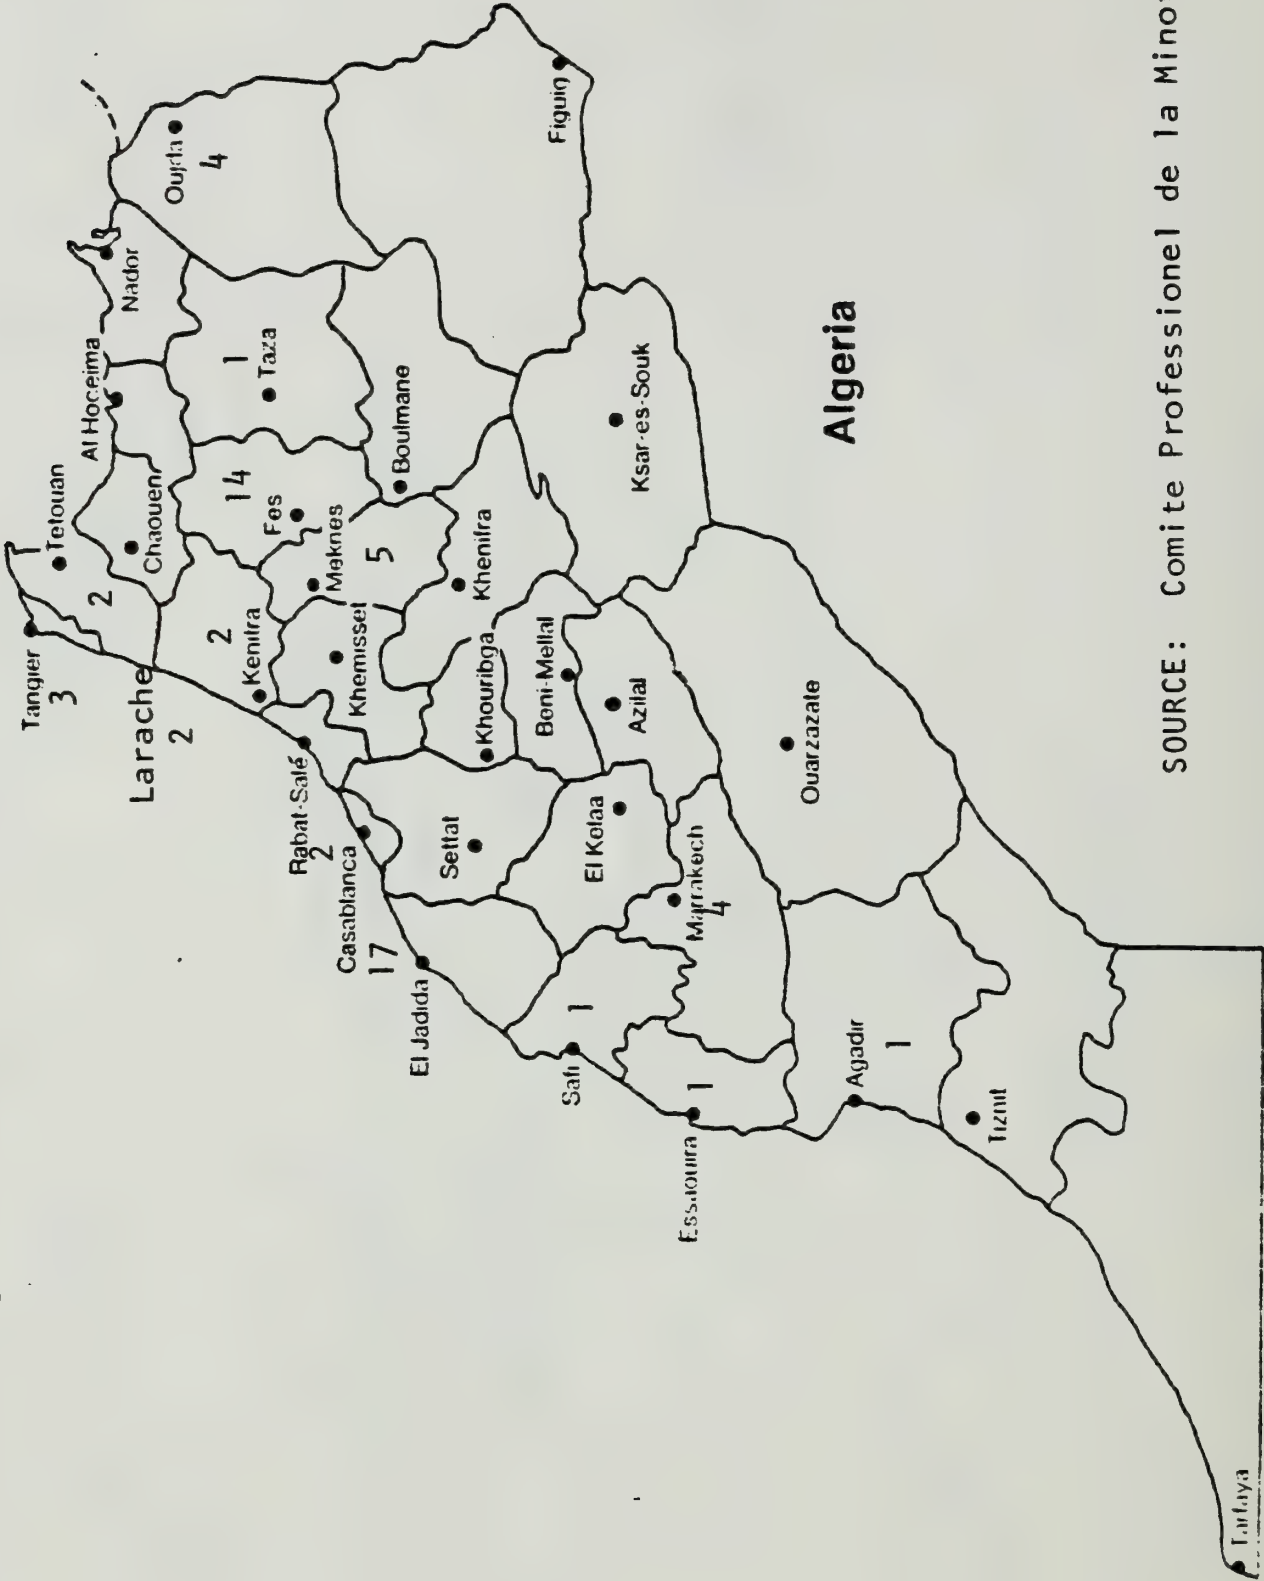 Tangier
3
Tetouan
2
Larache
2
Chaouen
Al Hoceima
Nador
Oujda
4
Kenitra
2
Fes
14
Taza
1
Rabat-Salé
2
Khemisset
Meknes
5
Boulmane
Figuig
Casablanca
17
Settat
Khouribga
Khenifra
El Jadida
Beni-Mellal
Ksar-es-Souk
El Kelaa
Azilal
Safi
1
Marrakech
4
Essaouira
1
Ouarzazate
Algeria
Agadir
1
Tiznit
Tarfaya
SOURCE: Comite Professionel de la Mino